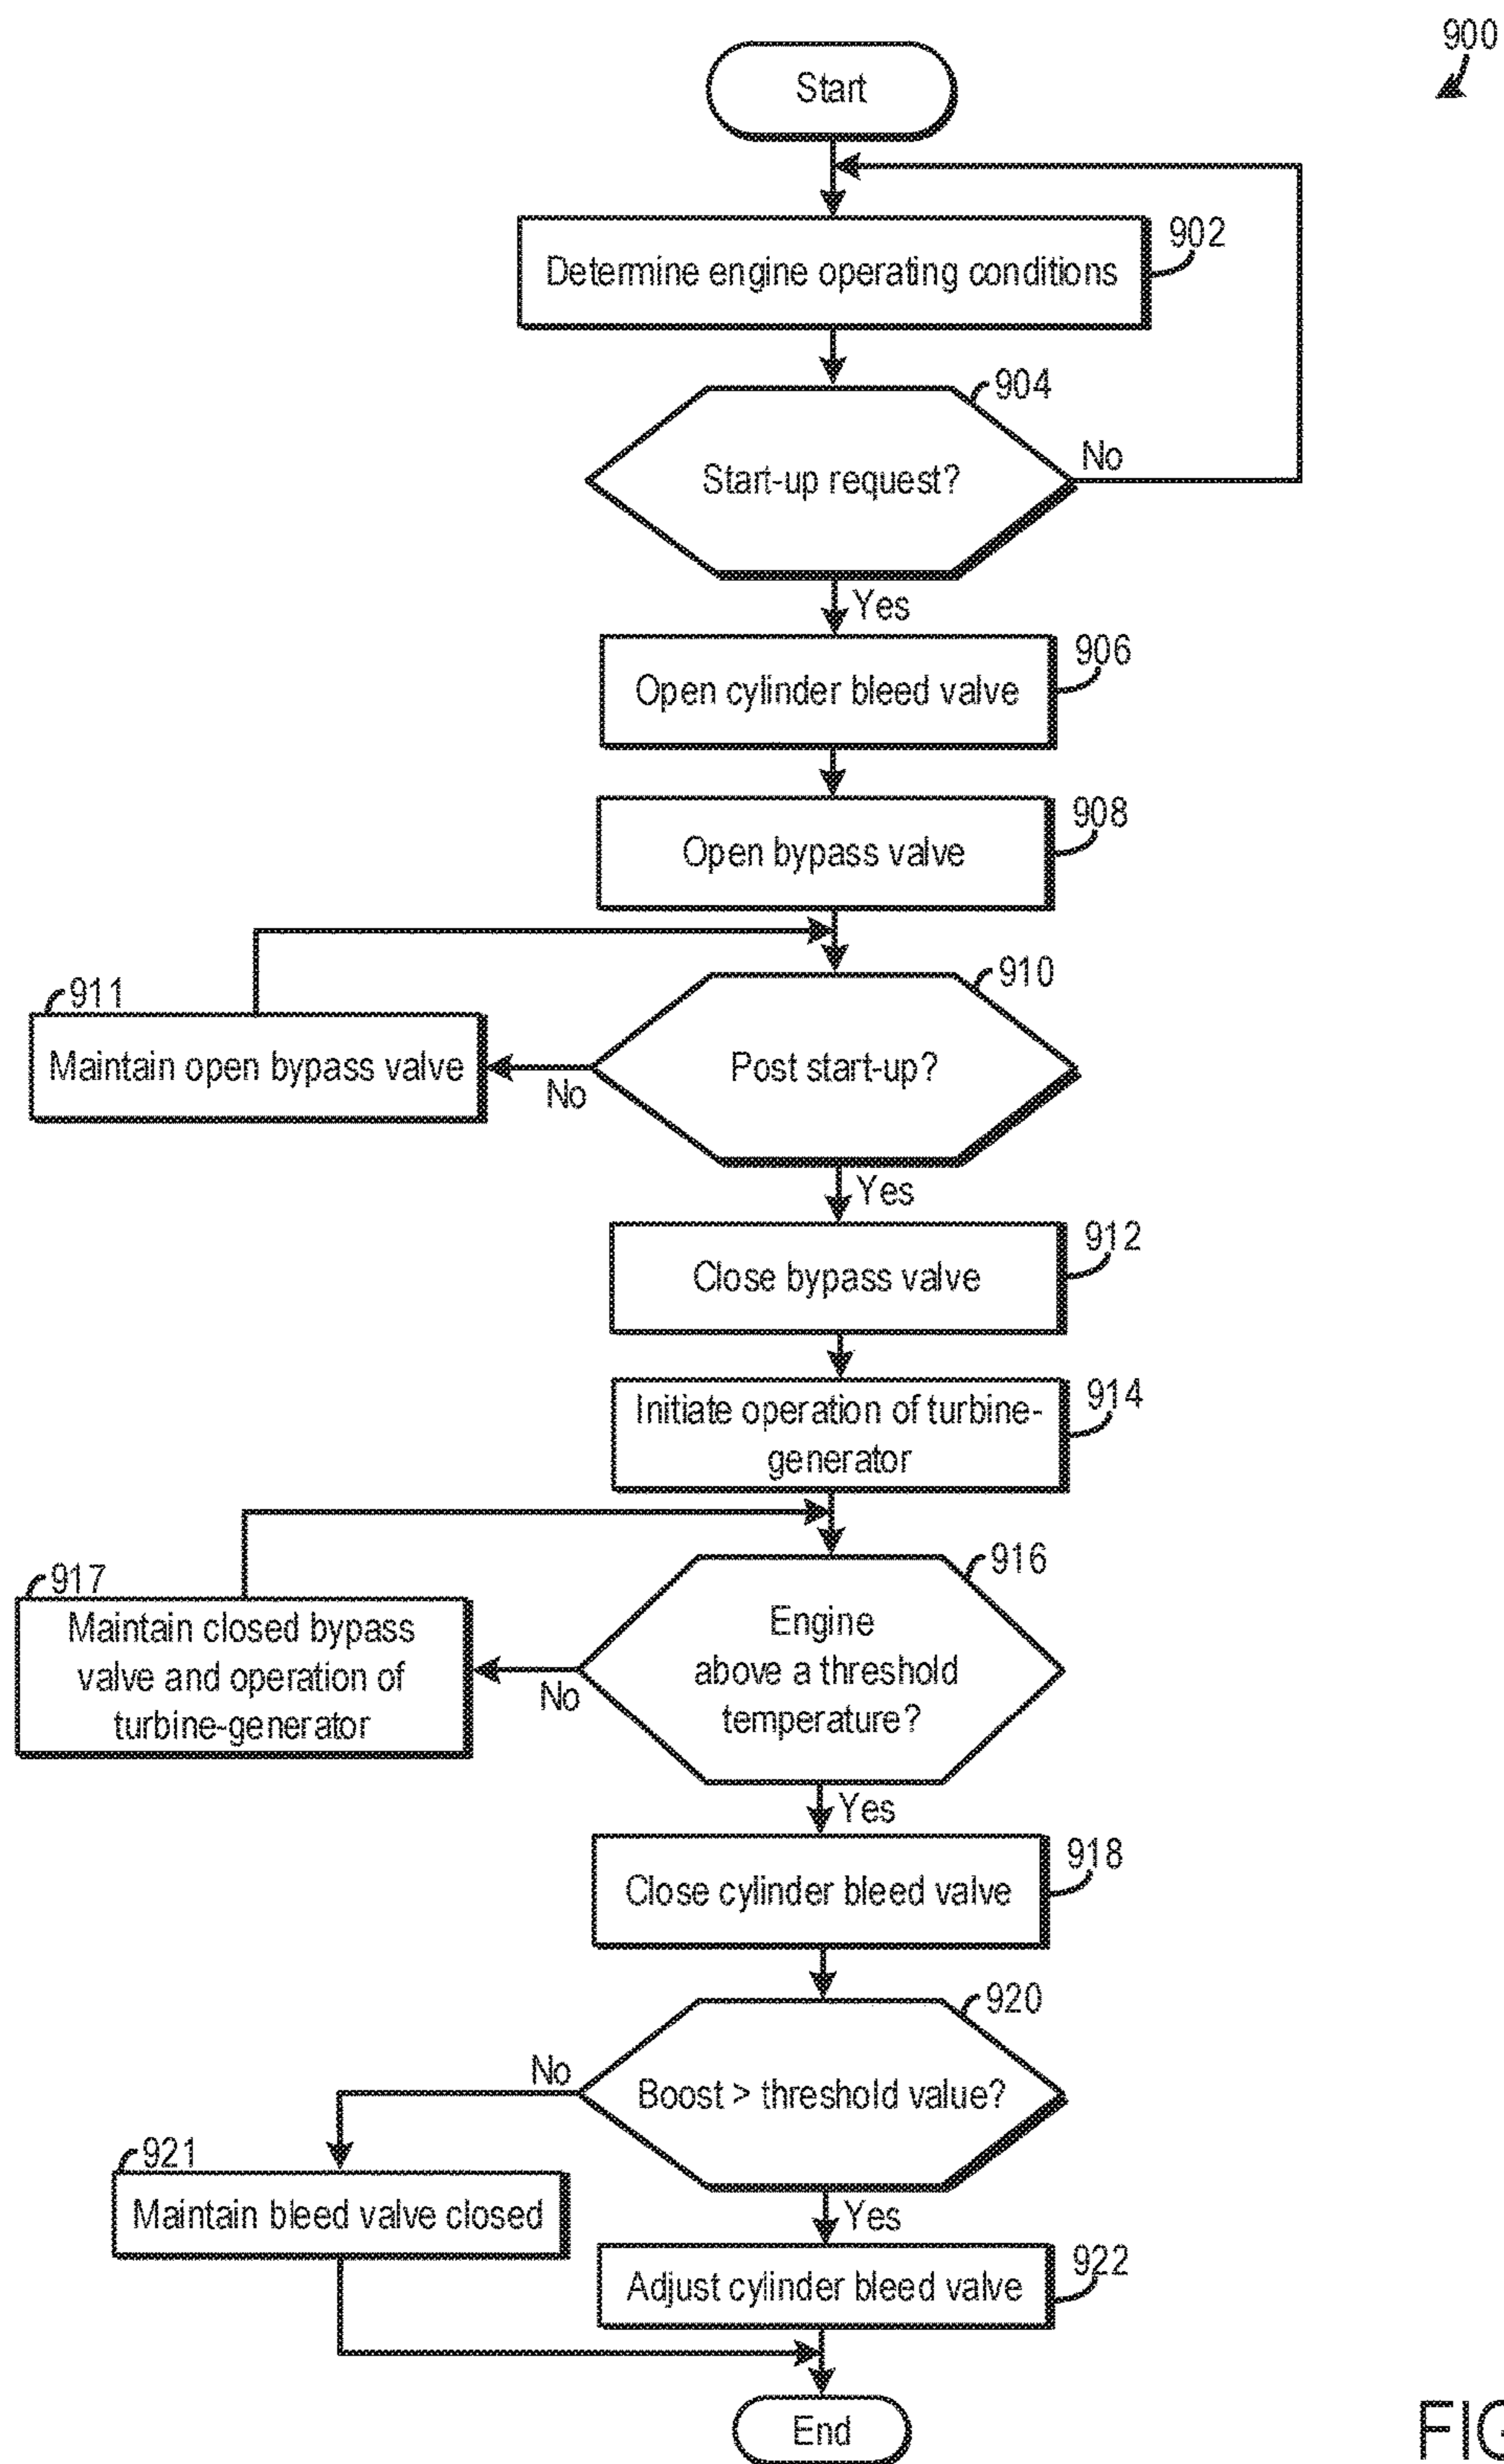 900
Start
902
Determine engine operating conditions
904
Start-up request?
No
Yes
906
Open cylinder bleed valve
908
Open bypass valve
910
911
Post start-up?
Maintain open bypass valve
No
Yes
912
Close bypass valve
914
Initiate operation of turbine-
generator
916
917
Engine
above a threshold
temperature?
Maintain closed bypass
valve and operation of
turbine-generator
No
Yes
918
Close cylinder bleed valve
920
No
Boost > threshold value?
921
Maintain bleed valve closed
Yes
922
Adjust cylinder bleed valve
End